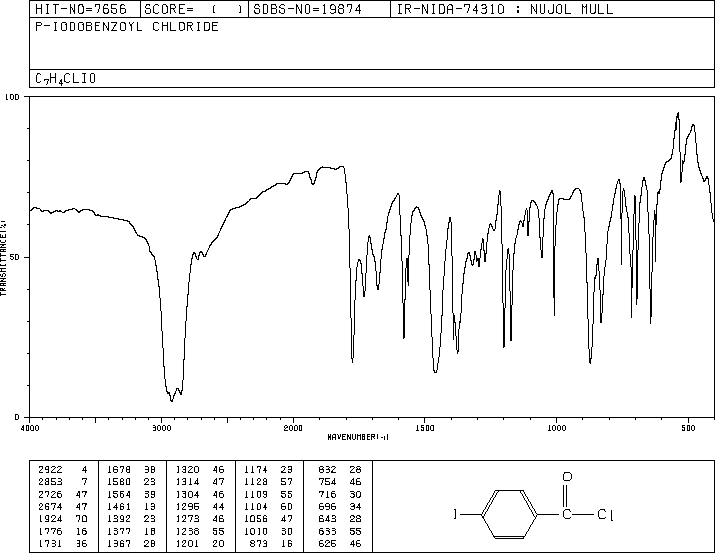 HIT-NO=7656 SCORE= ( ) SDBS-NO=19874 IR-NIDA-74310 : NUJOL MULL
P-IODOBENZOYL CHLORIDE
C7H4CLIO
100
50
0
TRANSMITTANCE(%)
4000 3000 2000 1500 1000 500
WAVENUMBER(-1)
2922 4 1678 38 1320 46 1174 23 832 28
2853 7 1580 23 1314 47 1128 57 754 46
2726 47 1564 39 1304 46 1109 55 716 30
2674 47 1461 13 1295 44 1104 60 696 34
1924 70 1392 23 1273 46 1056 47 643 28
1776 16 1377 18 1238 55 1010 30 633 55
1731 36 1367 28 1201 20 873 16 625 46
O
I C Cl